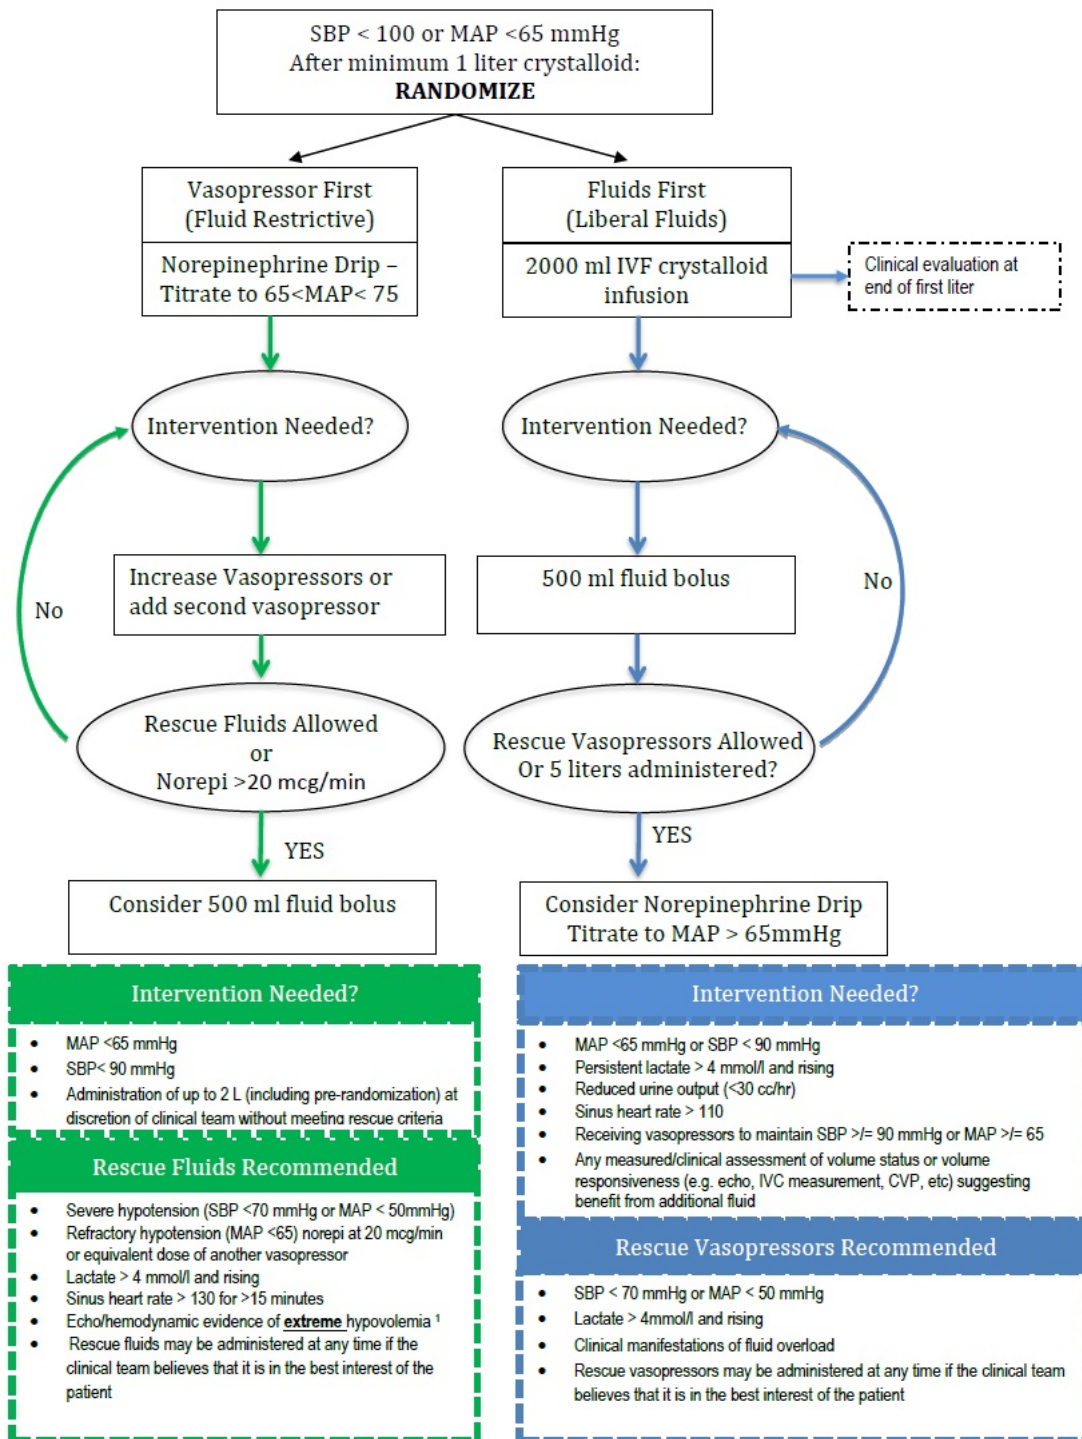 SBP < 100 or MAP <65 mmHg
After minimum 1 liter crystalloid:
RANDOMIZE
Vasopressor First
(Fluid Restrictive)
Norepinephrine Drip –
Titrate to 65<MAP< 75
Fluids First
(Liberal Fluids)
2000 ml IVF crystalloid
infusion
Clinical evaluation at
end of first liter
Intervention Needed?
Intervention Needed?
Increase Vasopressors or
add second vasopressor
500 ml fluid bolus
No
No
Rescue Fluids Allowed
or
Norepi >20 mcg/min
Rescue Vasopressors Allowed
Or 5 liters administered?
YES
YES
Consider 500 ml fluid bolus
Consider Norepinephrine Drip
Titrate to MAP > 65mmHg
Intervention Needed?
• MAP <65 mmHg
• SBP< 90 mmHg
• Administration of up to 2 L (including pre-randomization) at
discretion of clinical team without meeting rescue criteria
Rescue Fluids Recommended
• Severe hypotension (SBP <70 mmHg or MAP < 50mmHg)
• Refractory hypotension (MAP <65) norepi at 20 mcg/min
or equivalent dose of another vasopressor
• Lactate > 4 mmol/l and rising
• Sinus heart rate > 130 for >15 minutes
• Echo/hemodynamic evidence of extreme hypovolemia ¹
• Rescue fluids may be administered at any time if the
clinical team believes that it is in the best interest of the
patient
Intervention Needed?
• MAP <65 mmHg or SBP < 90 mmHg
• Persistent lactate > 4 mmol/l and rising
• Reduced urine output (<30 cc/hr)
• Sinus heart rate > 110
• Receiving vasopressors to maintain SBP >/= 90 mmHg or MAP >/= 65
• Any measured/clinical assessment of volume status or volume
responsiveness (e.g. echo, IVC measurement, CVP, etc) suggesting
benefit from additional fluid
Rescue Vasopressors Recommended
• SBP < 70 mmHg or MAP < 50 mmHg
• Lactate > 4mmol/l and rising
• Clinical manifestations of fluid overload
• Rescue vasopressors may be administered at any time if the clinical team
believes that it is in the best interest of the patient